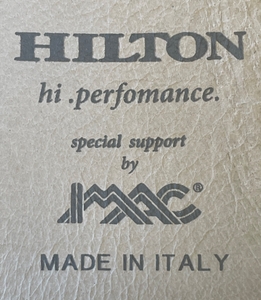 HILTON
hi .perfomance.
special support
by
IMAC®
MADE IN ITALY